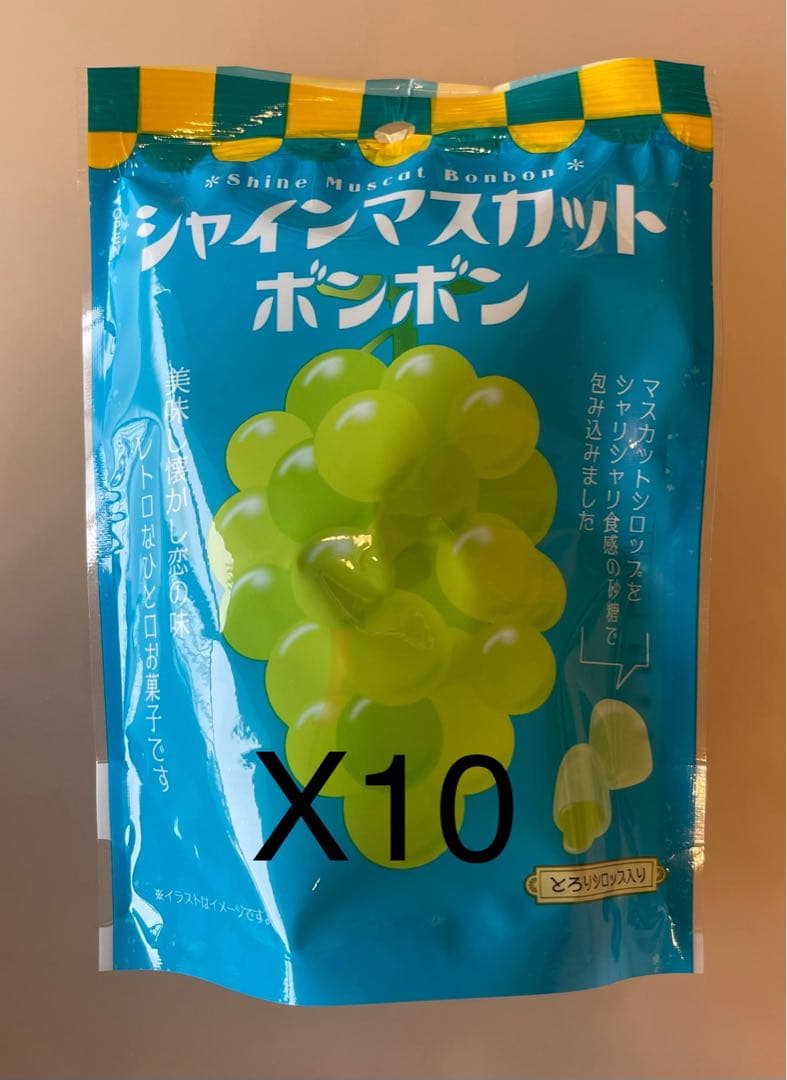 OPEN
＊Shine Muscat Bonbon＊
シャインマスカット
ボンボン
マスカットシロップを
シャリシャリ食感の砂糖で
包み込みました
美味し懐かし恋の味
レトロなひと口お菓子です
X10
とろりシロップ入り
※イラストはイメージです。